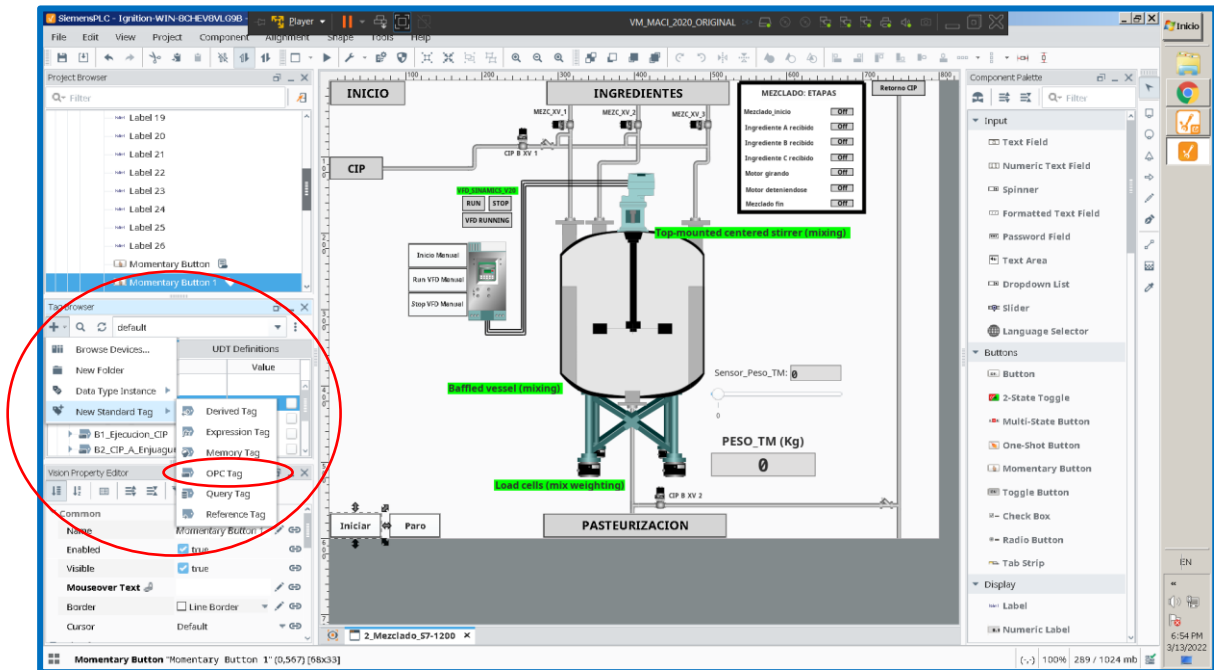 SiemensPLC - Ignition-WIN-8CHEV8VLG9B -
Player
VM_MACI_2020_ORIGINAL
Inicio
File Edit View Project Component Alignment Shape Tools Help
Project Browser
Filter
Label 19
Label 20
Label 21
Label 22
Label 23
Label 24
Label 25
Label 26
Momentary Button
Momentary Button 1
Tag Browser
default
Browse Devices...
New Folder
Data Type Instance
New Standard Tag
UDT Definitions
Value
Derived Tag
Expression Tag
Memory Tag
OPC Tag
Query Tag
Reference Tag
B1_Ejecucion_CIP
B2_CIP_A_Enjuagu
Vision Property Editor
Common
Name Momentary Button 1
Enabled true
Visible true
Mouseover Text
Border Line Border
Cursor Default
100 200 300 400 500 600 700 800
INICIO
INGREDIENTES
MEZC_XV_1
MEZC_XV_2
MEZC_XV_3
CIP B XV 1
CIP
MEZCLADO: ETAPAS
Mezclado_inicio Off
Ingrediente A recibido Off
Ingrediente B recibido Off
Ingrediente C recibido Off
Motor girando Off
Motor deteniendose Off
Mezclado fin Off
Retorno CIP
VFD_SINAMICS_V20
RUN STOP
VFD RUNNING
Top-mounted centered stirrer (mixing)
Inicio Manual
Run VFD Manual
Stop VFD Manual
Baffled vessel (mixing)
Sensor_Peso_TM: 0
0
PESO_TM (Kg)
0
Load cells (mix weighting)
CIP B XV 2
Iniciar Paro
PASTEURIZACION
2_Mezclado_S7-1200
Component Palette
Filter
Input
Text Field
Numeric Text Field
Spinner
Formatted Text Field
Password Field
Text Area
Dropdown List
Slider
Language Selector
Buttons
Button
2-State Toggle
Multi-State Button
One-Shot Button
Momentary Button
Toggle Button
Check Box
Radio Button
Tab Strip
Display
Label
Numeric Label
EN
6:54 PM
3/13/2022
Momentary Button "Momentary Button 1" (0,567) [68x33]
(-,-) 100% 289 / 1024 mb